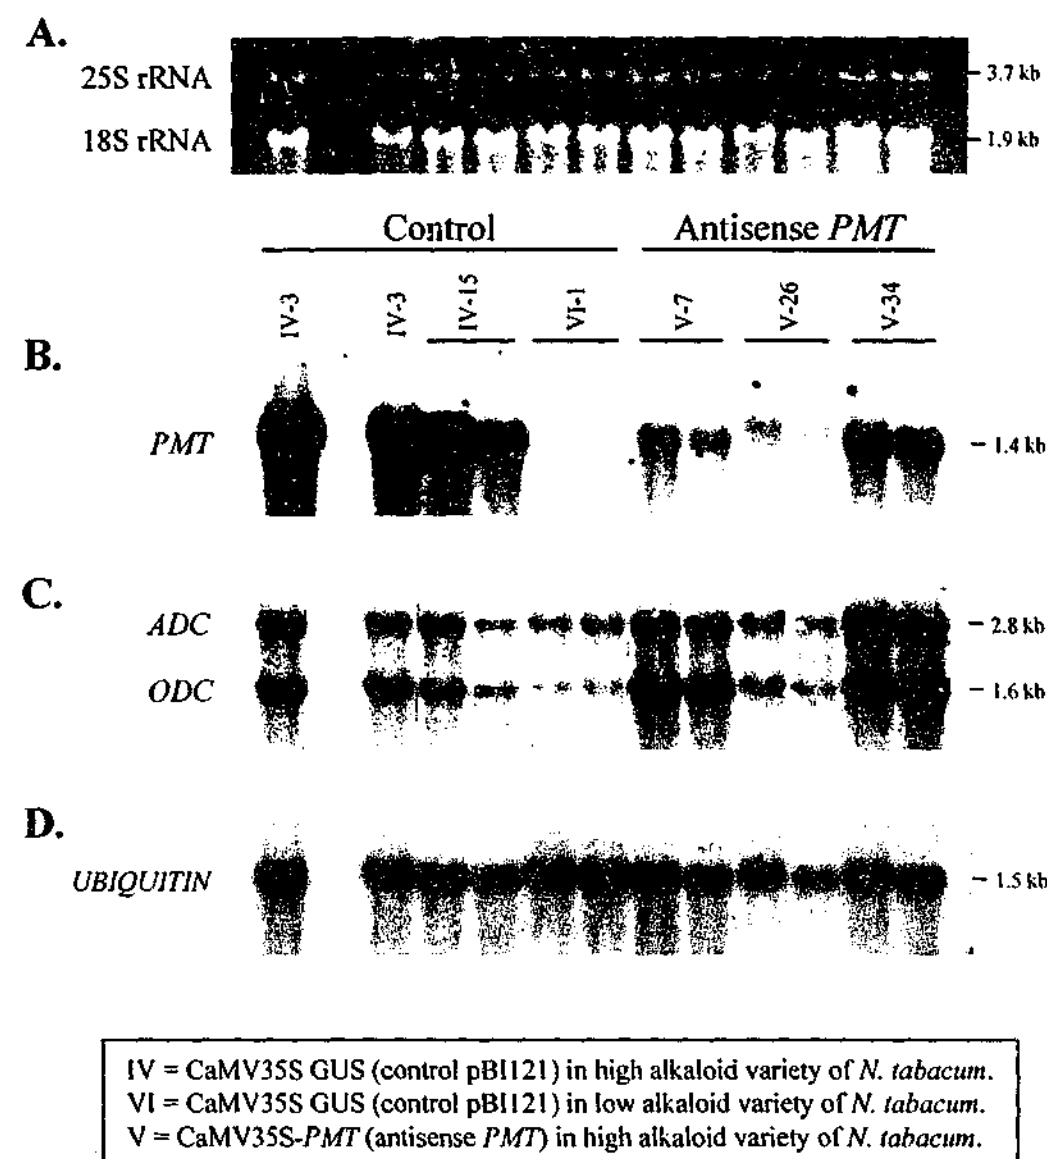 A.
25S rRNA
3.7 kb
18S rRNA
1.9 kb
Control
Antisense PMT
IV-3
IV-3
IV-15
VI-1
V-7
V-26
V-34
B.
PMT
1.4 kb
C.
ADC
2.8 kb
ODC
1.6 kb
D.
UBIQUITIN
1.5 kb
IV = CaMV35S GUS (control pBI121) in high alkaloid variety of N. tabacum.
VI = CaMV35S GUS (control pBI121) in low alkaloid variety of N. tabacum.
V = CaMV35S-PMT (antisense PMT) in high alkaloid variety of N. tabacum.